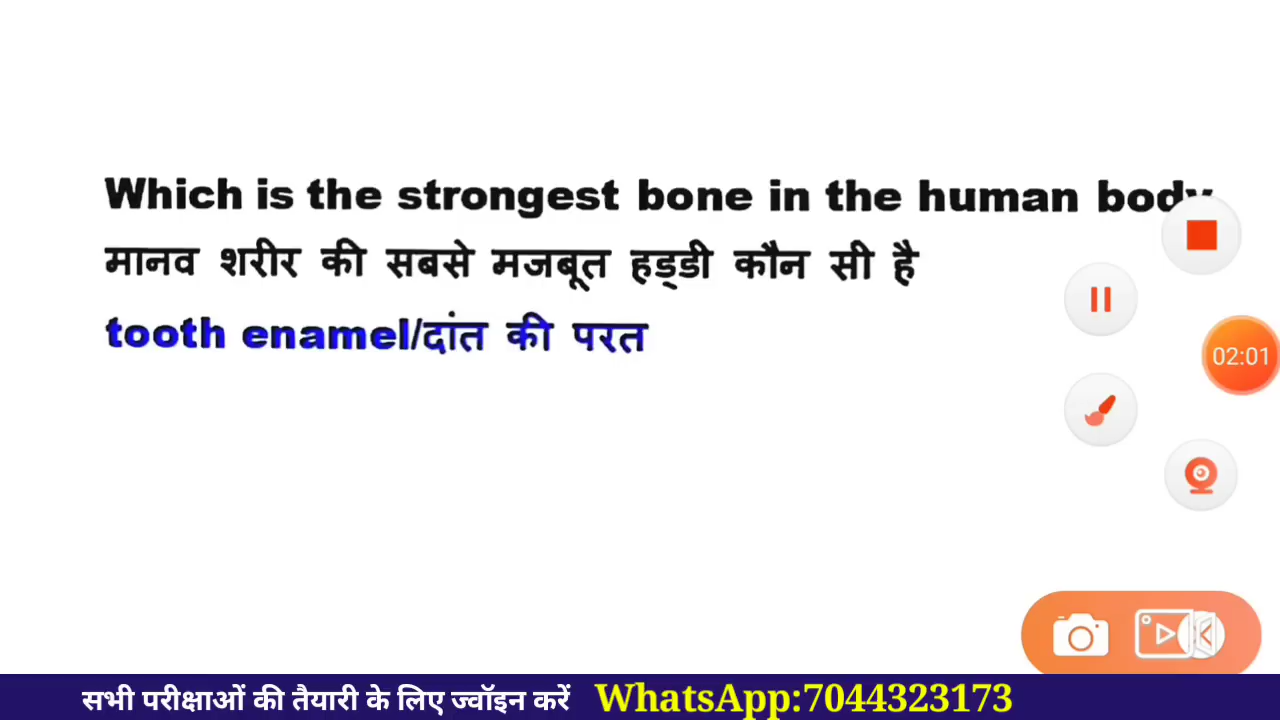 Which is the strongest bone in the human body
मानव शरीर की सबसे मजबूत हड्डी कौन सी है
tooth enamel/दांत की परत
02:01
सभी परीक्षाओं की तैयारी के लिए ज्वॉइन करें WhatsApp:7044323173